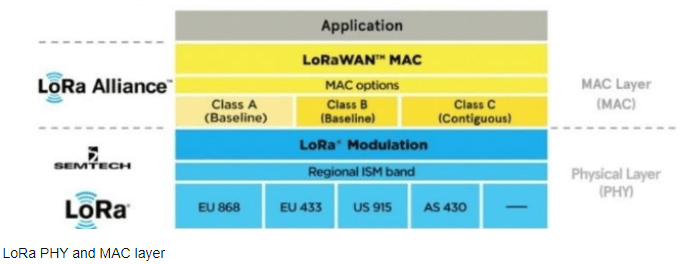 Application
LoRa Alliance™
LoRaWAN™ MAC
MAC options
Class A
(Baseline)
Class B
(Baseline)
Class C
(Contiguous)
MAC Layer
(MAC)
SEMTECH
LoRa® Modulation
Regional ISM band
Physical Layer
(PHY)
LoRa®
EU 868
EU 433
US 915
AS 430
LoRa PHY and MAC layer